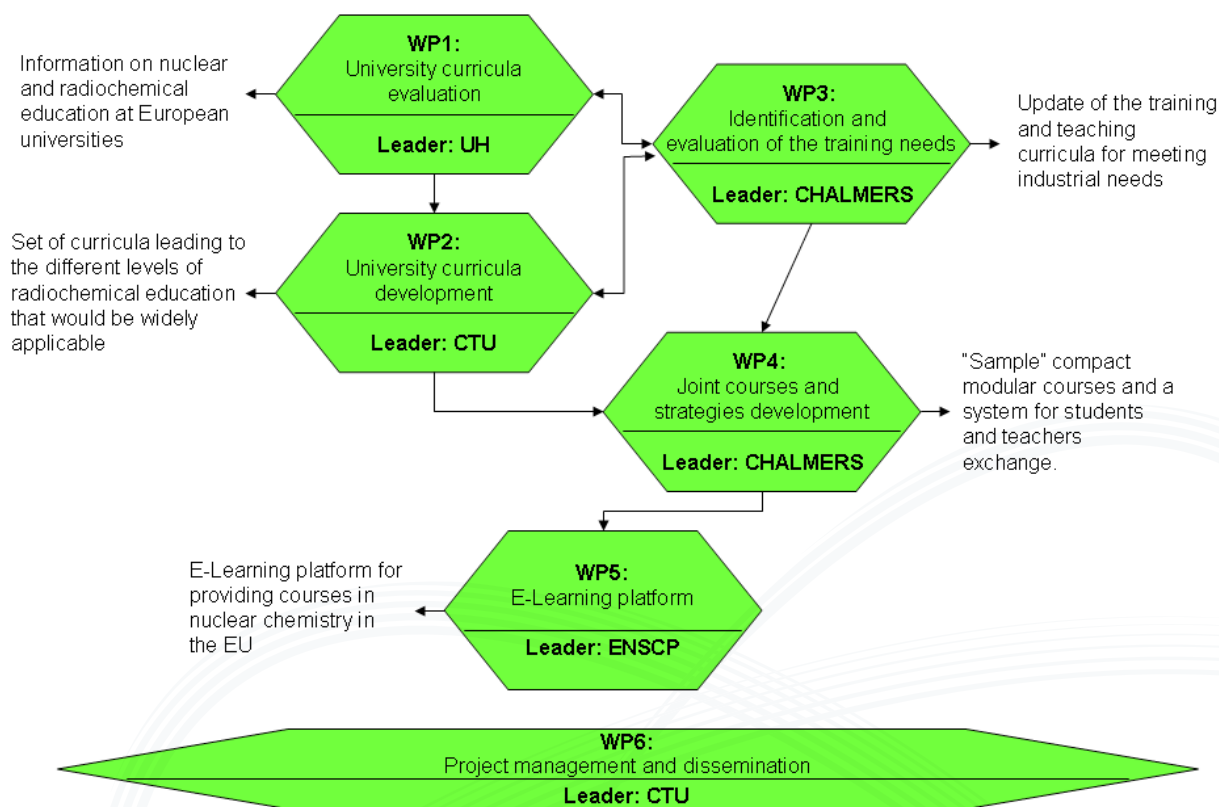 WP1:
University curricula
evaluation
Leader: UH
Information on nuclear
and radiochemical
education at European
universities
WP3:
Identification and
evaluation of the training needs
Leader: CHALMERS
Update of the training
and teaching
curricula for meeting
industrial needs
WP2:
University curricula
development
Leader: CTU
Set of curricula leading to
the different levels of
radiochemical education
that would be widely
applicable
WP4:
Joint courses and
strategies development
Leader: CHALMERS
"Sample" compact
modular courses and a
system for students
and teachers
exchange.
WP5:
E-Learning platform
Leader: ENSCP
E-Learning platform for
providing courses in
nuclear chemistry in
the EU
WP6:
Project management and dissemination
Leader: CTU